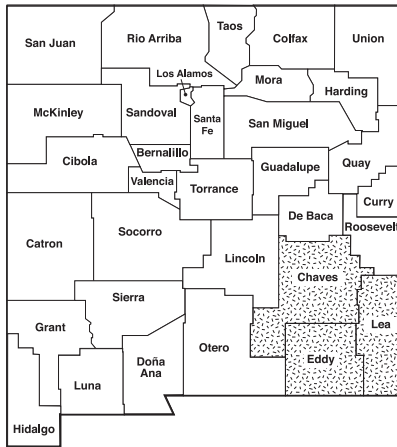 San Juan
Rio Arriba
Taos
Colfax
Union
Los Alamos
Mora
Harding
McKinley
Sandoval
Santa
Fe
San Miguel
Bernalillo
Cibola
Valencia
Torrance
Guadalupe
Quay
Curry
De Baca
Roosevelt
Catron
Socorro
Lincoln
Chaves
Sierra
Lea
Grant
Otero
Eddy
Luna
Doña
Ana
Hidalgo